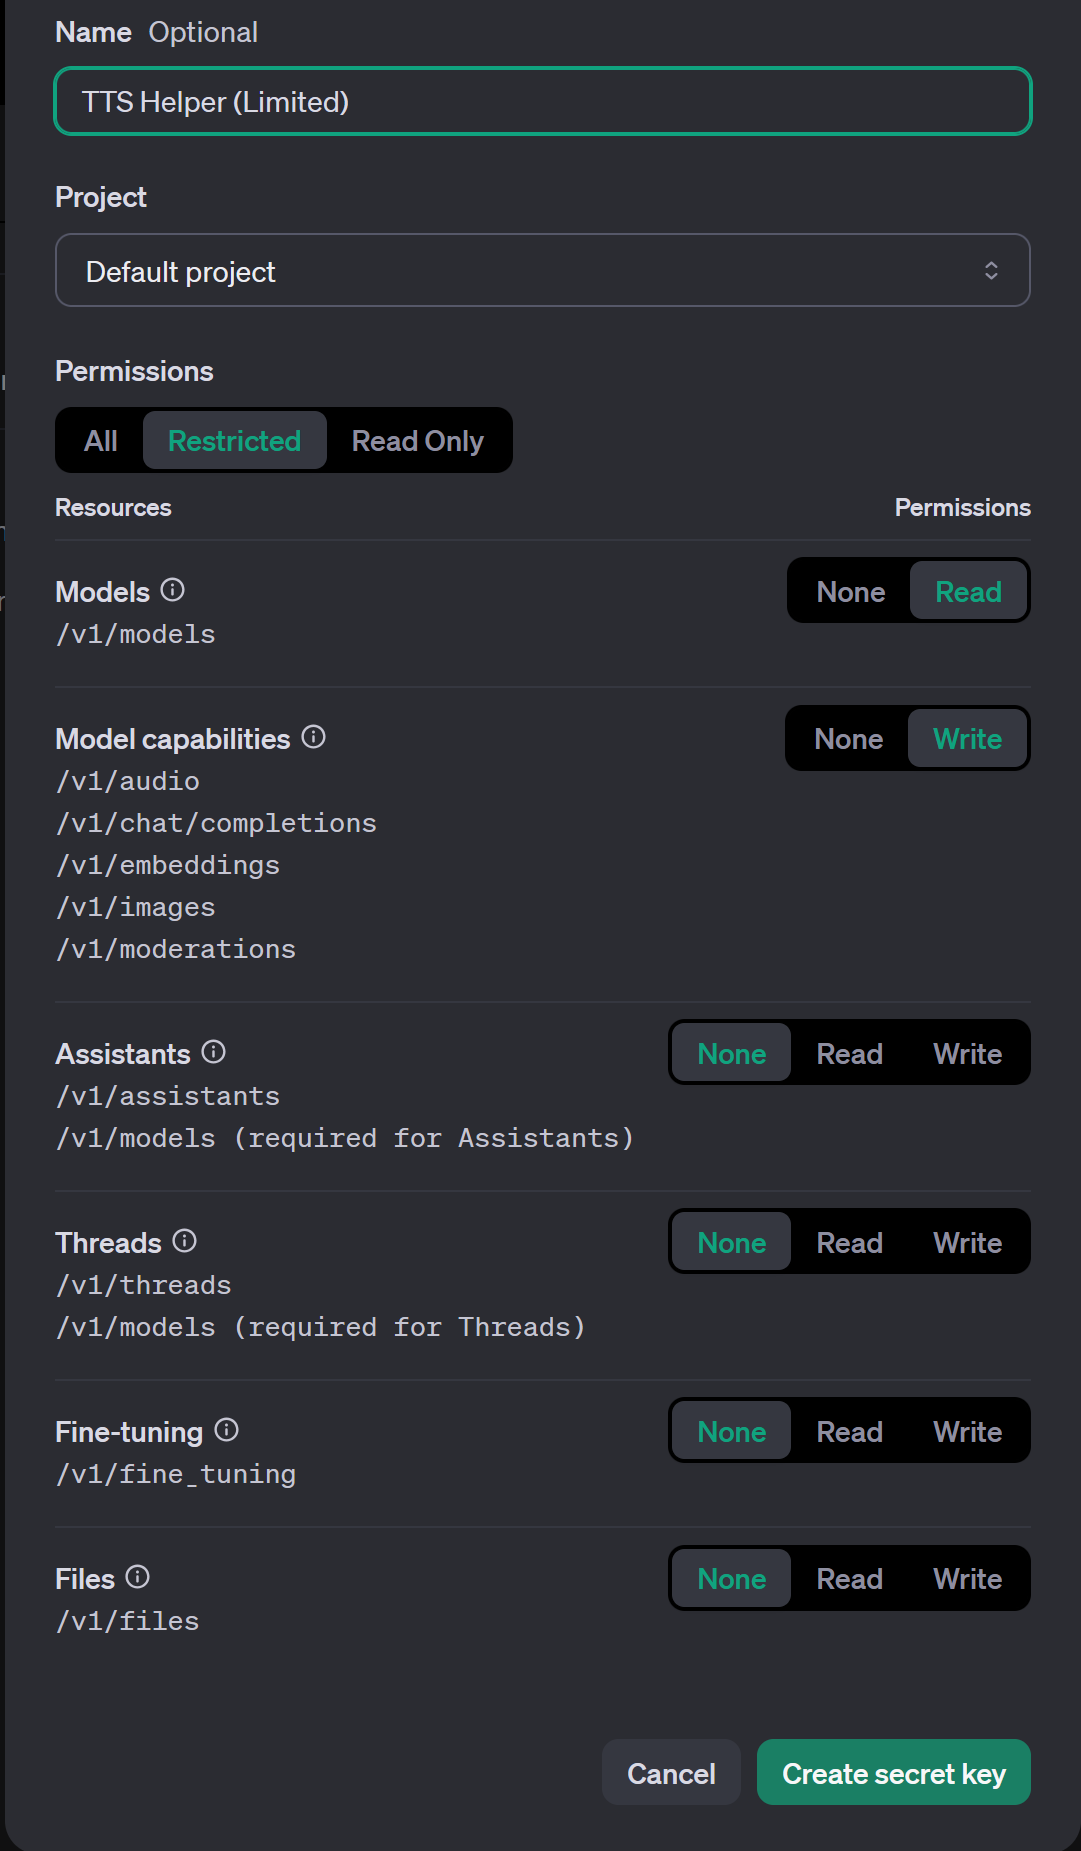 Name Optional
TTS Helper (Limited)
Project
Default project
Permissions
All Restricted Read Only
Resources Permissions
Models None Read
/v1/models
Model capabilities None Write
/v1/audio
/v1/chat/completions
/v1/embeddings
/v1/images
/v1/moderations
Assistants None Read Write
/v1/assistants
/v1/models (required for Assistants)
Threads None Read Write
/v1/threads
/v1/models (required for Threads)
Fine-tuning None Read Write
/v1/fine_tuning
Files None Read Write
/v1/files
Cancel Create secret key